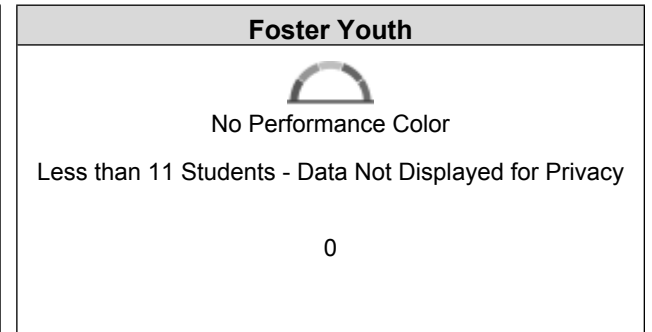 Foster Youth
No Performance Color
Less than 11 Students - Data Not Displayed for Privacy
0